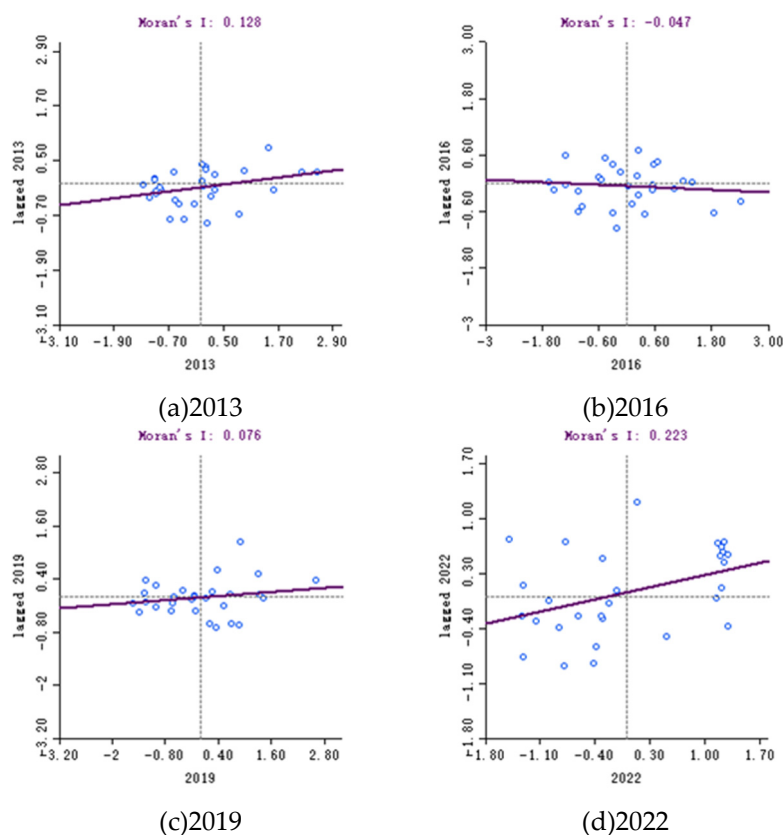 Moran's I: 0.128
2.90
1.70
0.50
-0.70
-1.90
-3.10
lagged 2013
-3.10 -1.90 -0.70 0.50 1.70 2.90
2013
(a)2013
Moran's I: -0.047
3.00
1.80
0.60
-0.60
-1.80
-3
lagged 2016
-3 -1.80 -0.60 0.60 1.80 3.00
2016
(b)2016
Moran's I: 0.076
2.80
1.60
0.40
-0.80
-2
-3.20
lagged 2019
-3.20 -2 -0.80 0.40 1.60 2.80
2019
(c)2019
Moran's I: 0.223
1.70
1.00
0.30
-0.40
-1.10
-1.80
lagged 2022
-1.80 -1.10 -0.40 0.30 1.00 1.70
2022
(d)2022